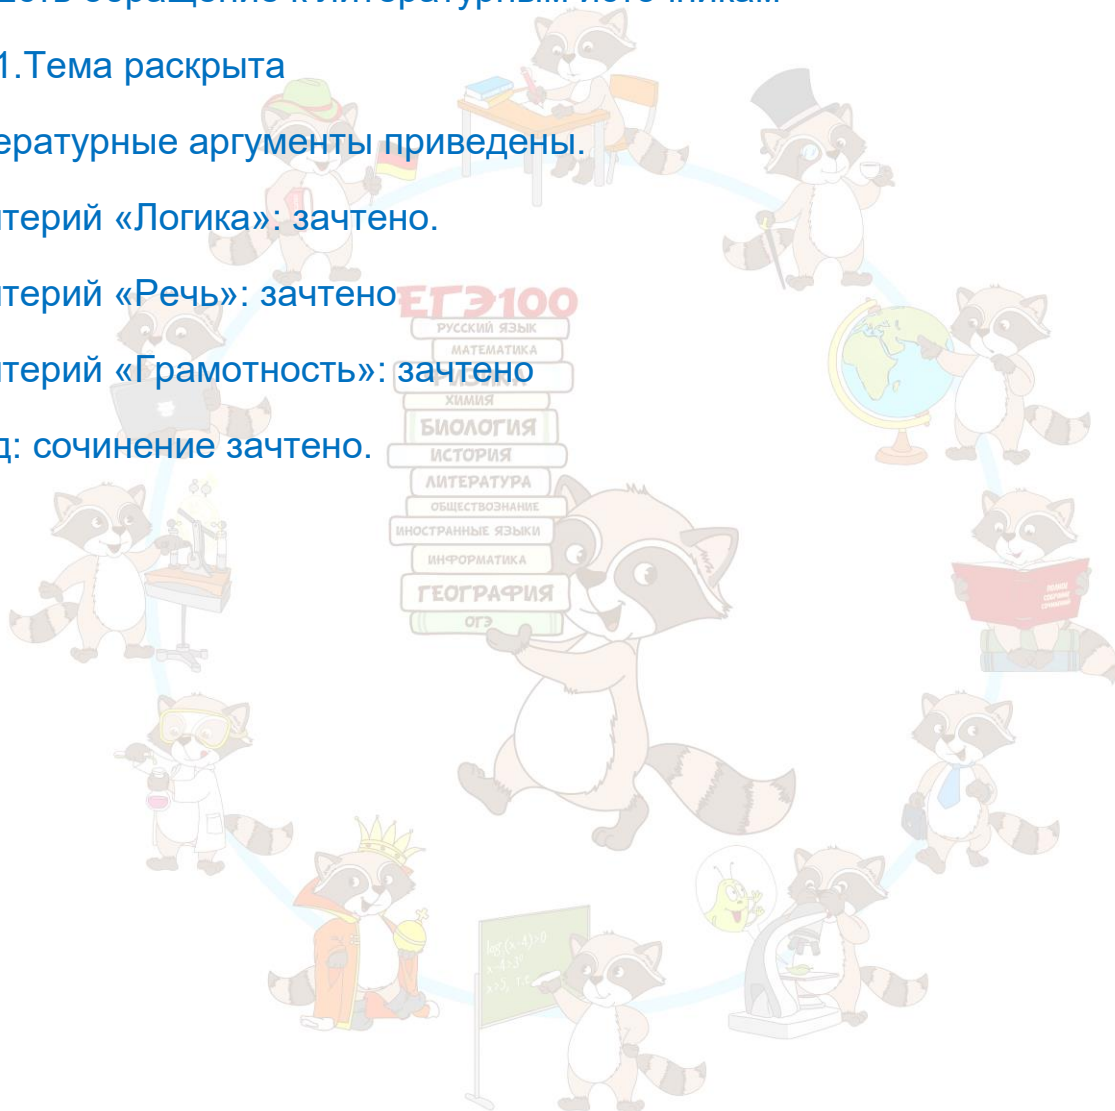 1.Тема раскрыта
ературные аргументы приведены.
итерий «Логика»: зачтено.
итерий «Речь»: зачтено
итерий «Грамотность»: зачтено
д: сочинение зачтено.
ЕГЭ100
РУССКИЙ ЯЗЫК
МАТЕМАТИКА
ФИЗИКА
ХИМИЯ
БИОЛОГИЯ
ИСТОРИЯ
ЛИТЕРАТУРА
ОБЩЕСТВОЗНАНИЕ
ИНОСТРАННЫЕ ЯЗЫКИ
ИНФОРМАТИКА
ГЕОГРАФИЯ
ОГЭ